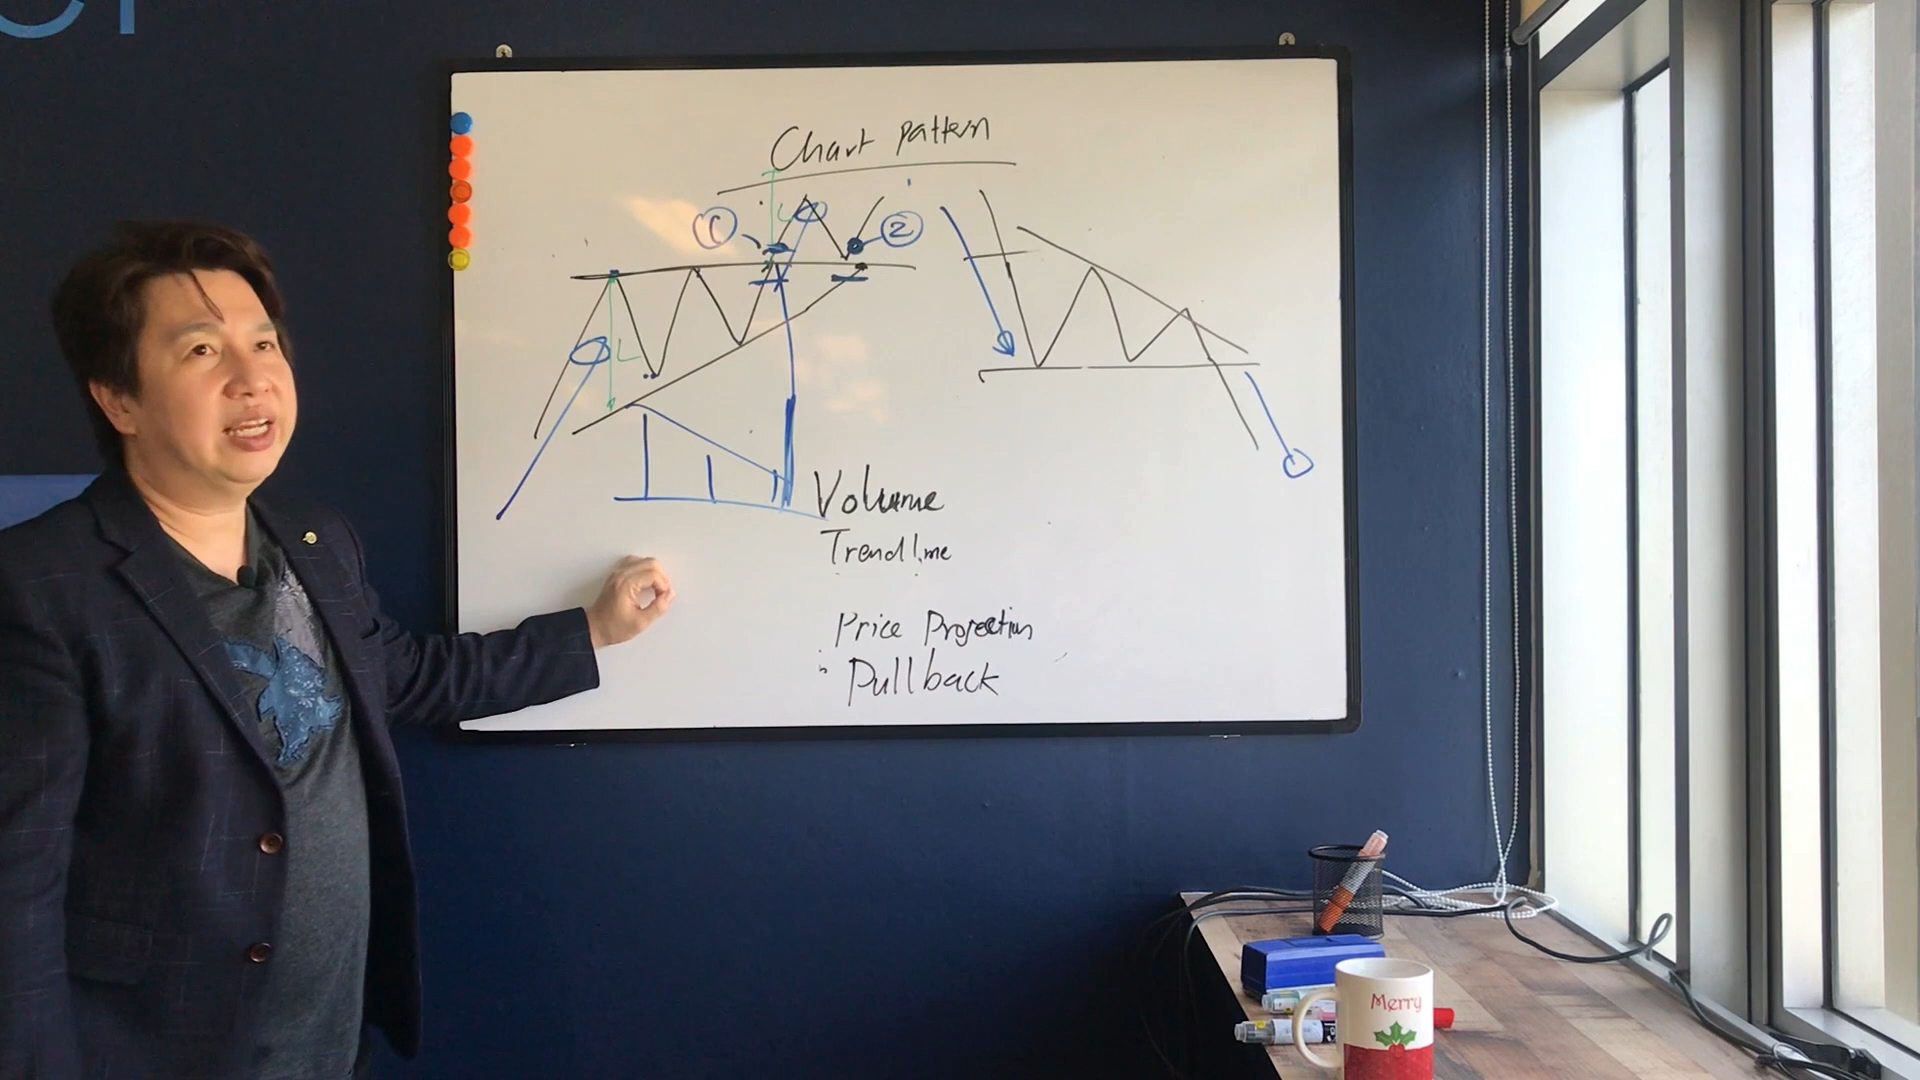 Chart pattern
1
2
L
L
Volume
Trendline
Price Projection
Pullback
Merry